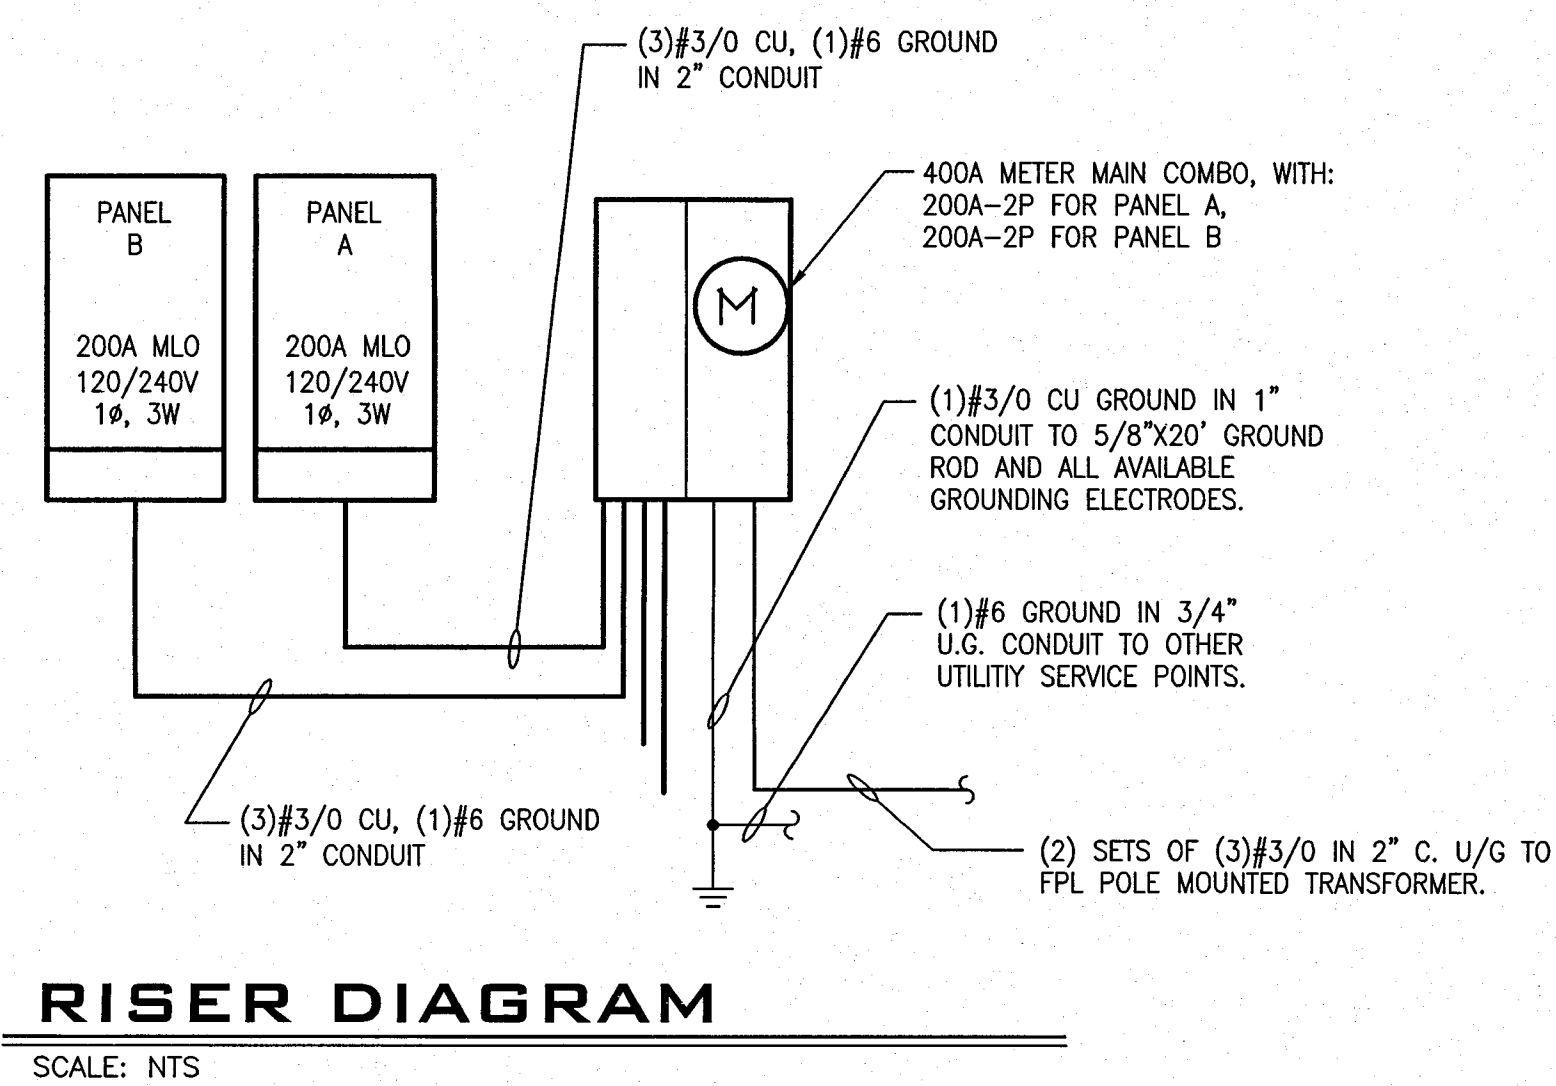 (3)#3/0 CU, (1)#6 GROUND
IN 2" CONDUIT
PANEL
B
200A MLO
120/240V
1ø, 3W
PANEL
A
200A MLO
120/240V
1ø, 3W
M
400A METER MAIN COMBO, WITH:
200A-2P FOR PANEL A,
200A-2P FOR PANEL B
(1)#3/0 CU GROUND IN 1"
CONDUIT TO 5/8"X20' GROUND
ROD AND ALL AVAILABLE
GROUNDING ELECTRODES.
(1)#6 GROUND IN 3/4"
U.G. CONDUIT TO OTHER
UTILITIY SERVICE POINTS.
(3)#3/0 CU, (1)#6 GROUND
IN 2" CONDUIT
(2) SETS OF (3)#3/0 IN 2" C. U/G TO
FPL POLE MOUNTED TRANSFORMER.
RISER DIAGRAM
SCALE: NTS